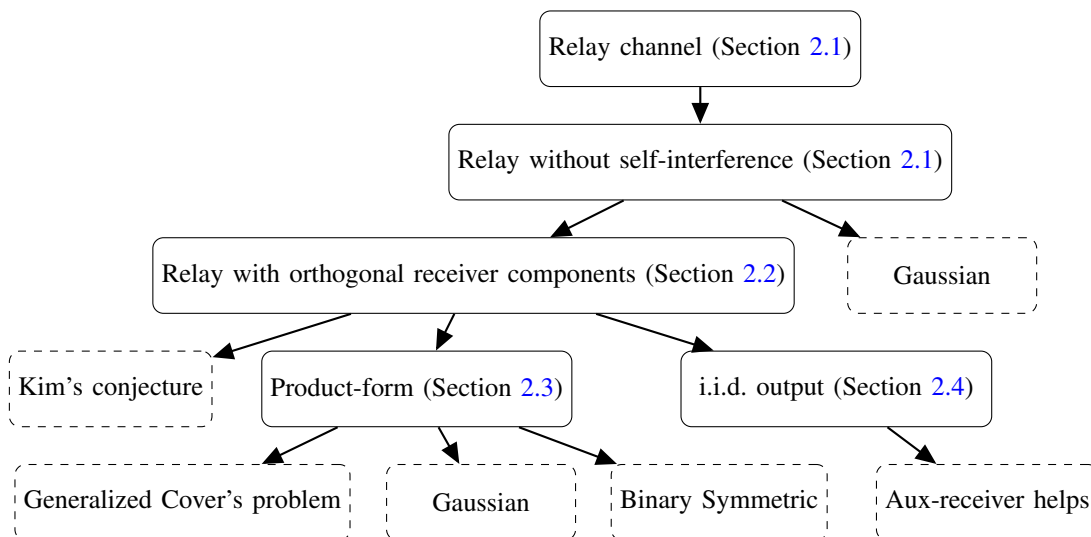 Relay channel (Section 2.1)
Relay without self-interference (Section 2.1)
Relay with orthogonal receiver components (Section 2.2)
Gaussian
Kim's conjecture
Product-form (Section 2.3)
i.i.d. output (Section 2.4)
Generalized Cover's problem
Gaussian
Binary Symmetric
Aux-receiver helps